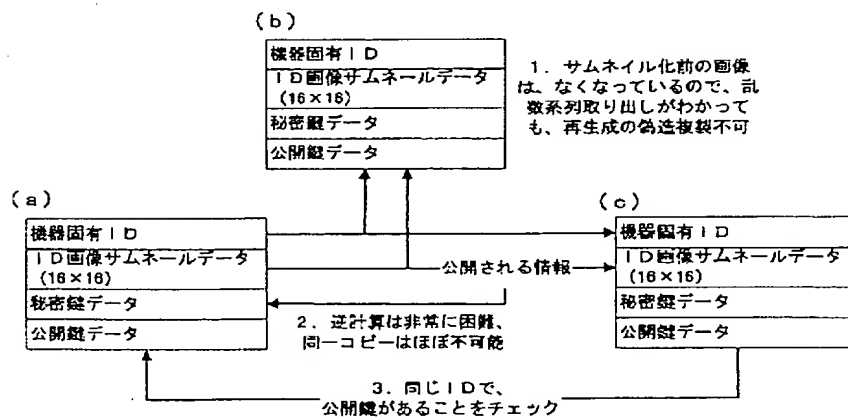 (b)
機器固有ID
ID画像サムネールデータ
(16×16)
秘密鍵データ
公開鍵データ
1. サムネイル化前の画像
は、なくなっているので、乱
数系列取り出しがわかって
も、再生成の偽造複製不可
(a)
機器固有ID
ID画像サムネールデータ
(16×16)
秘密鍵データ
公開鍵データ
(c)
機器固有ID
ID画像サムネールデータ
(16×16)
秘密鍵データ
公開鍵データ
公開される情報
2. 逆計算は非常に困難、
同一コピーはほぼ不可能
3. 同じIDで、
公開鍵があることをチェック